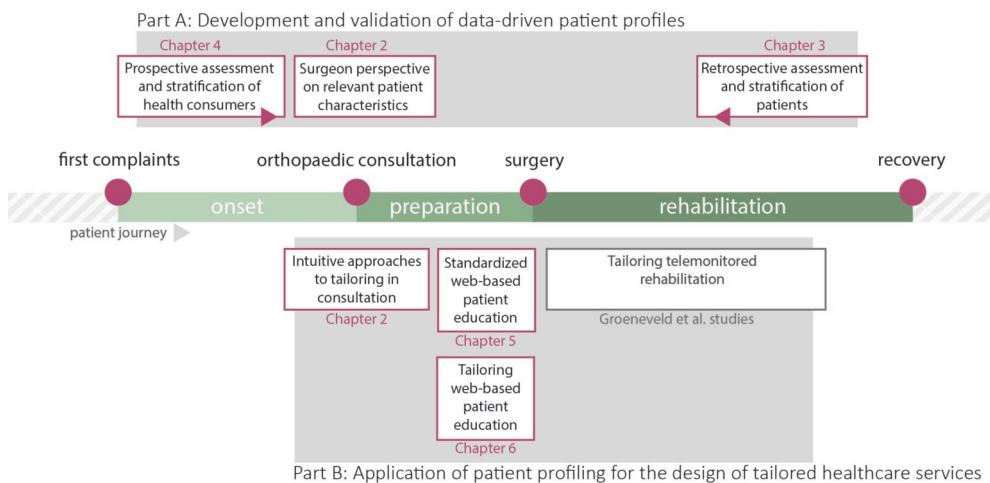 Part A: Development and validation of data-driven patient profiles
Chapter 4
Prospective assessment
and stratification of
health consumers
Chapter 2
Surgeon perspective
on relevant patient
characteristics
Chapter 3
Retrospective assessment
and stratification of
patients
first complaints
orthopaedic consultation
surgery
recovery
onset
preparation
rehabilitation
patient journey
Intuitive approaches
to tailoring in
consultation
Chapter 2
Standardized
web-based
patient
education
Chapter 5
Tailoring
web-based
patient
education
Chapter 6
Tailoring telemonitored
rehabilitation
Groeneveld et al. studies
Part B: Application of patient profiling for the design of tailored healthcare services